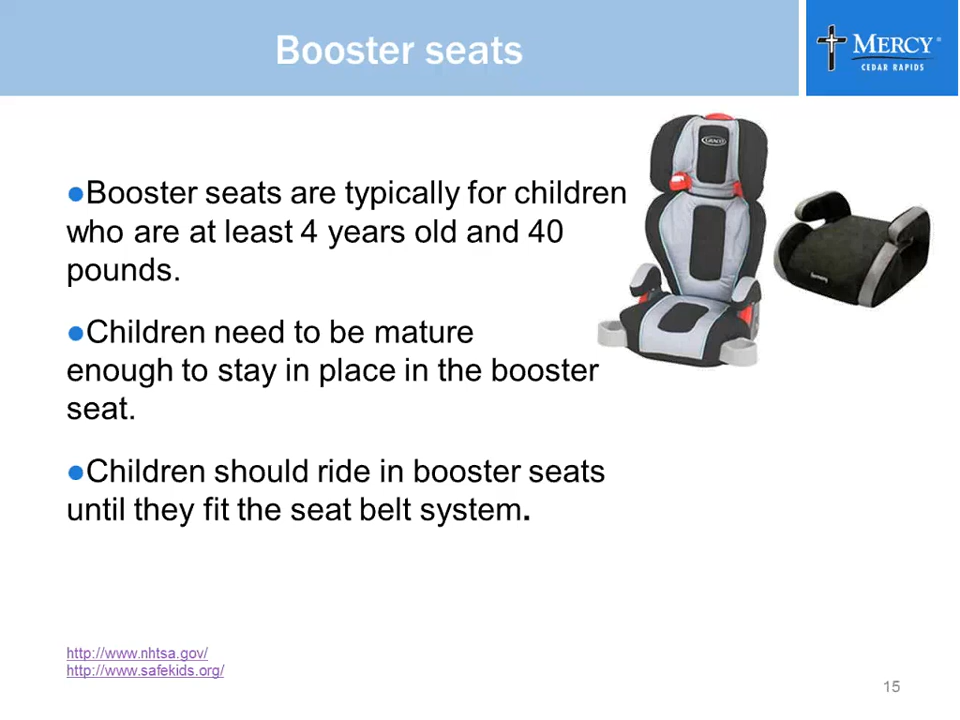 Booster seats
MERCY®
CEDAR RAPIDS
●Booster seats are typically for children
who are at least 4 years old and 40
pounds.
●Children need to be mature
enough to stay in place in the booster
seat.
●Children should ride in booster seats
until they fit the seat belt system.
GRACO
http://www.nhtsa.gov/
http://www.safekids.org/
15